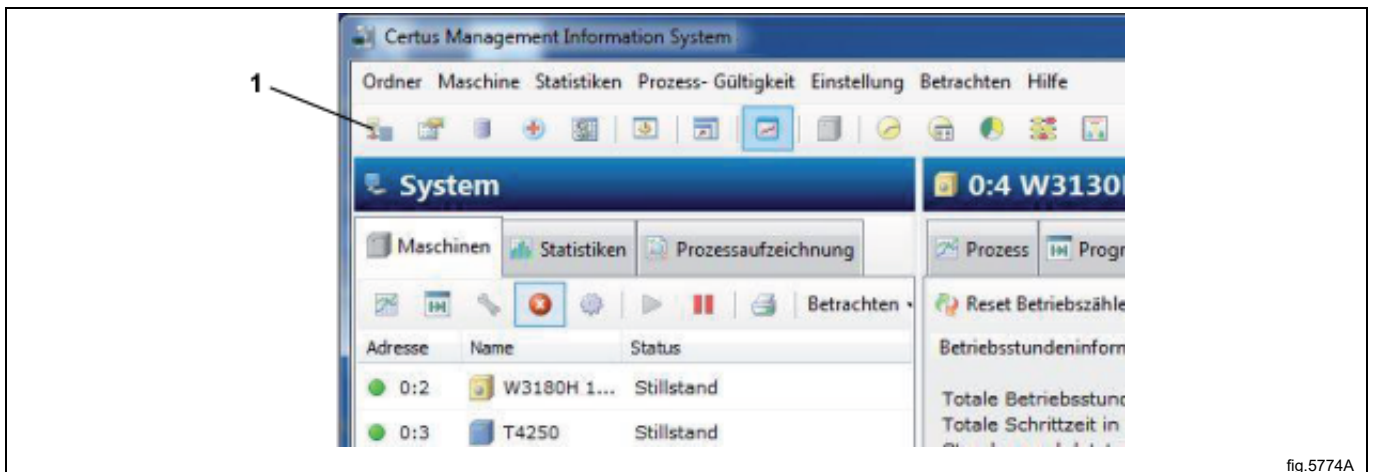 Certus Management Information System
1
Ordner Maschine Statistiken Prozess- Gültigkeit Einstellung Betrachten Hilfe
System
0:4 W3130
Maschinen Statistiken Prozessaufzeichnung
Prozess Progr
Betrachten
Reset Betriebszähle
Adresse Name Status
Betriebsstundeninform
0:2 W3180H 1... Stillstand
Totale Betriebsstund
0:3 T4250 Stillstand
Totale Schrittzeit in
fig.5774A